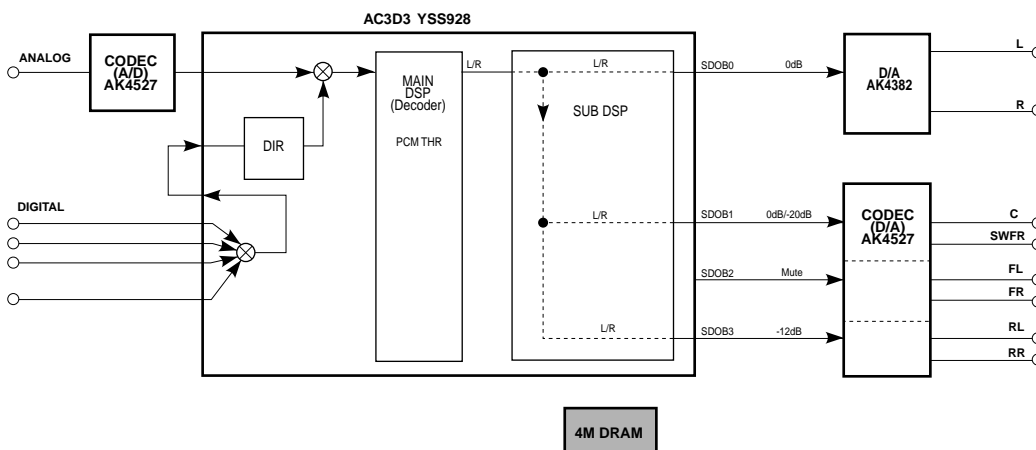 AC3D3 YSS928
ANALOG
CODEC
(A/D)
AK4527
MAIN
DSP
(Decoder)
PCM THR
L/R
L/R
SUB DSP
SDOB0
0dB
D/A
AK4382
L
R
DIR
DIGITAL
L/R
SDOB1
0dB/-20dB
CODEC
(D/A)
AK4527
C
SWFR
SDOB2
Mute
FL
FR
L/R
SDOB3
-12dB
RL
RR
4M DRAM